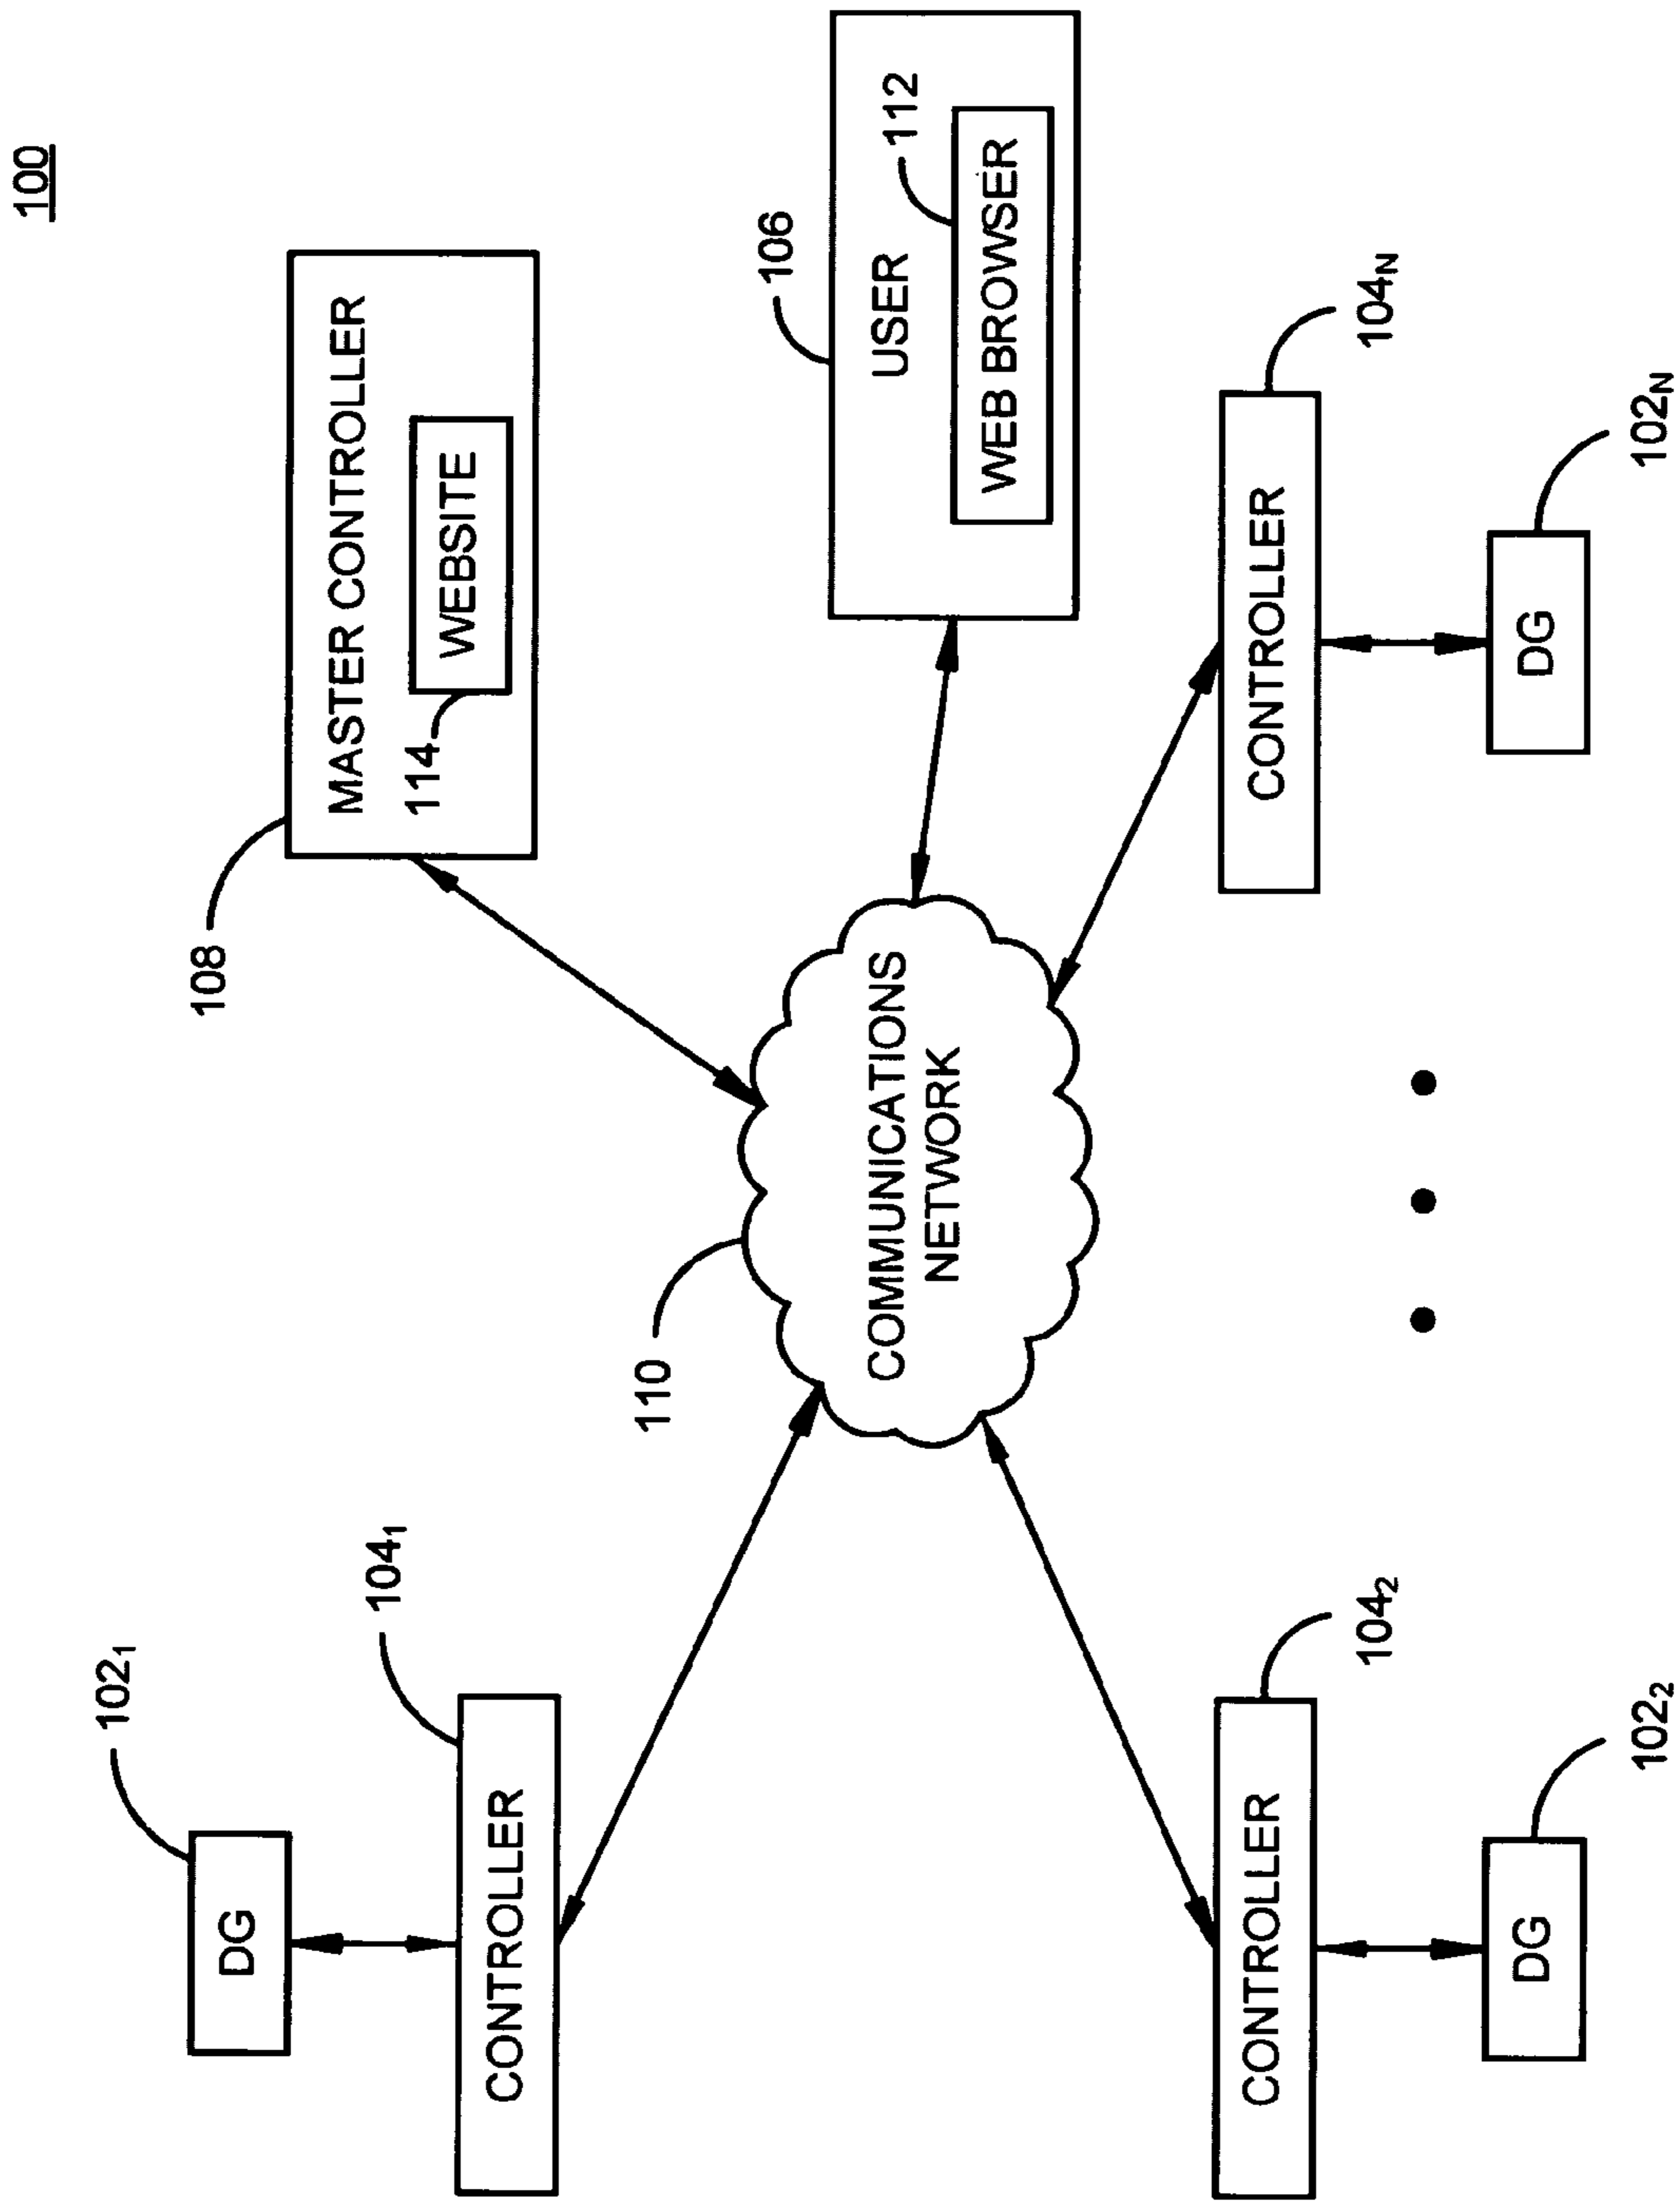 100
102₁
DG
104₁
CONTROLLER
108
MASTER CONTROLLER
114
WEBSITE
110
COMMUNICATIONS
NETWORK
106
USER
112
WEB BROWSER
CONTROLLER
104₂
DG
102₂
CONTROLLER
104N
DG
102N